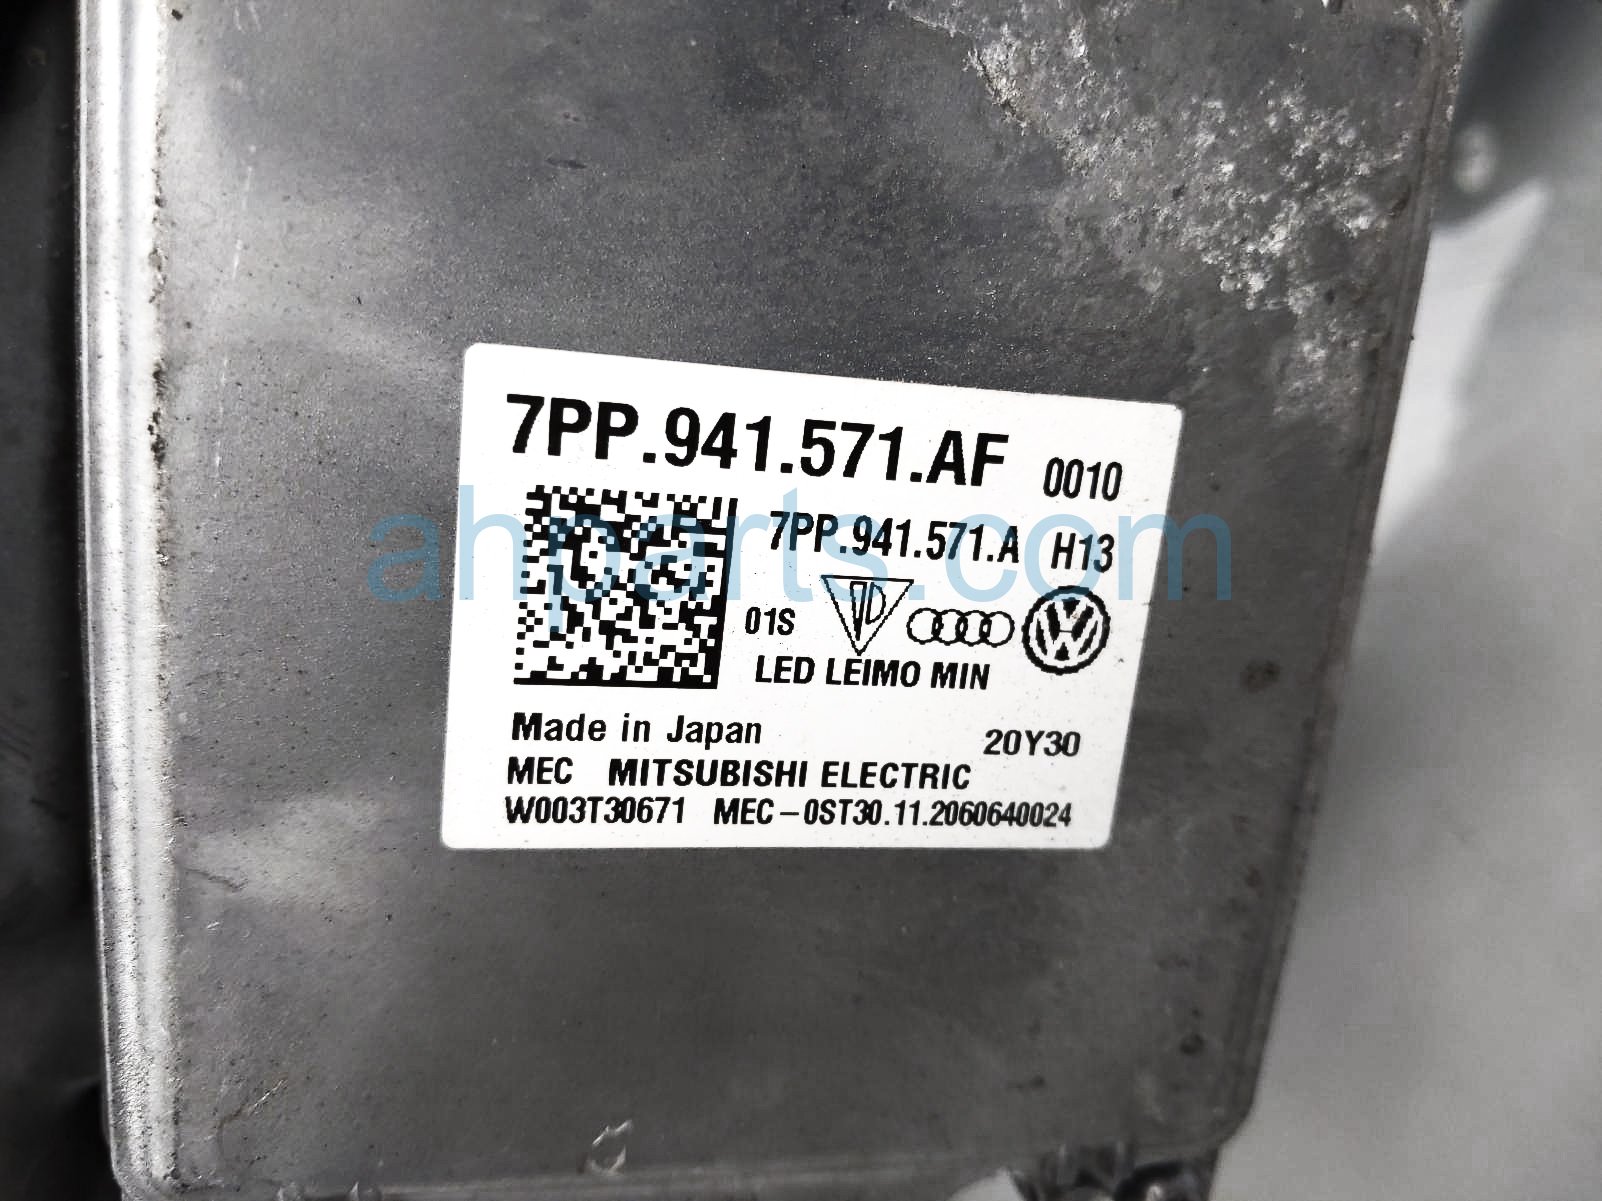 7PP.941.571.AF 0010
7PP.941.571.A H13
01S
LED LEIMO MIN
Made in Japan 20Y30
MEC MITSUBISHI ELECTRIC
W003T30671 MEC-0ST30.11.2060640024
ahparts.com